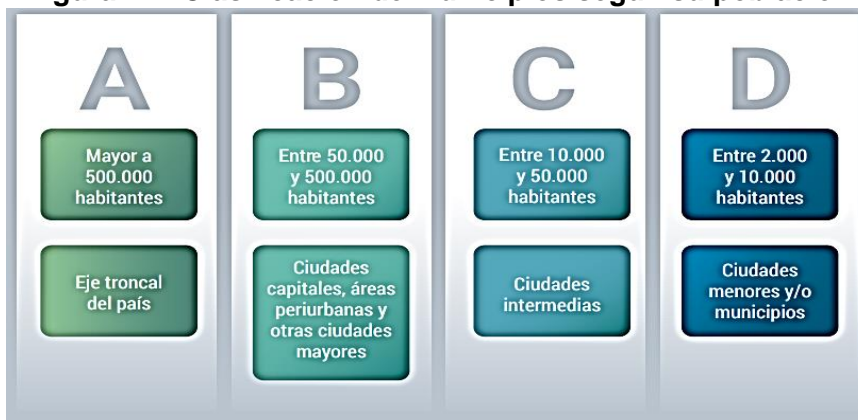 A
Mayor a
500.000
habitantes
Eje troncal
del país
B
Entre 50.000
y 500.000
habitantes
Ciudades
capitales, áreas
periurbanas y
otras ciudades
mayores
C
Entre 10.000
y 50.000
habitantes
Ciudades
intermedias
D
Entre 2.000
y 10.000
habitantes
Ciudades
menores y/o
municipios